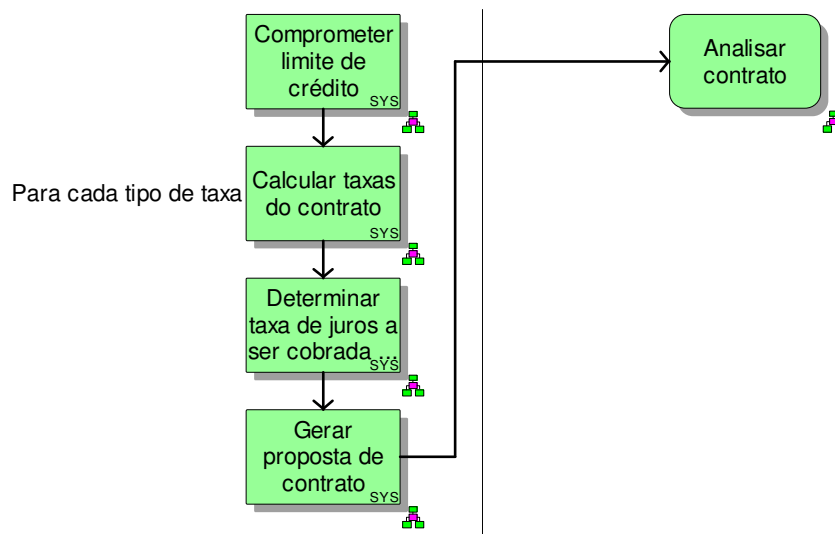 Comprometer
limite de
crédito
SYS
Analisar
contrato
Para cada tipo de taxa
Calcular taxas
do contrato
SYS
Determinar
taxa de juros a
ser cobrada ...
SYS
Gerar
proposta de
contrato
SYS